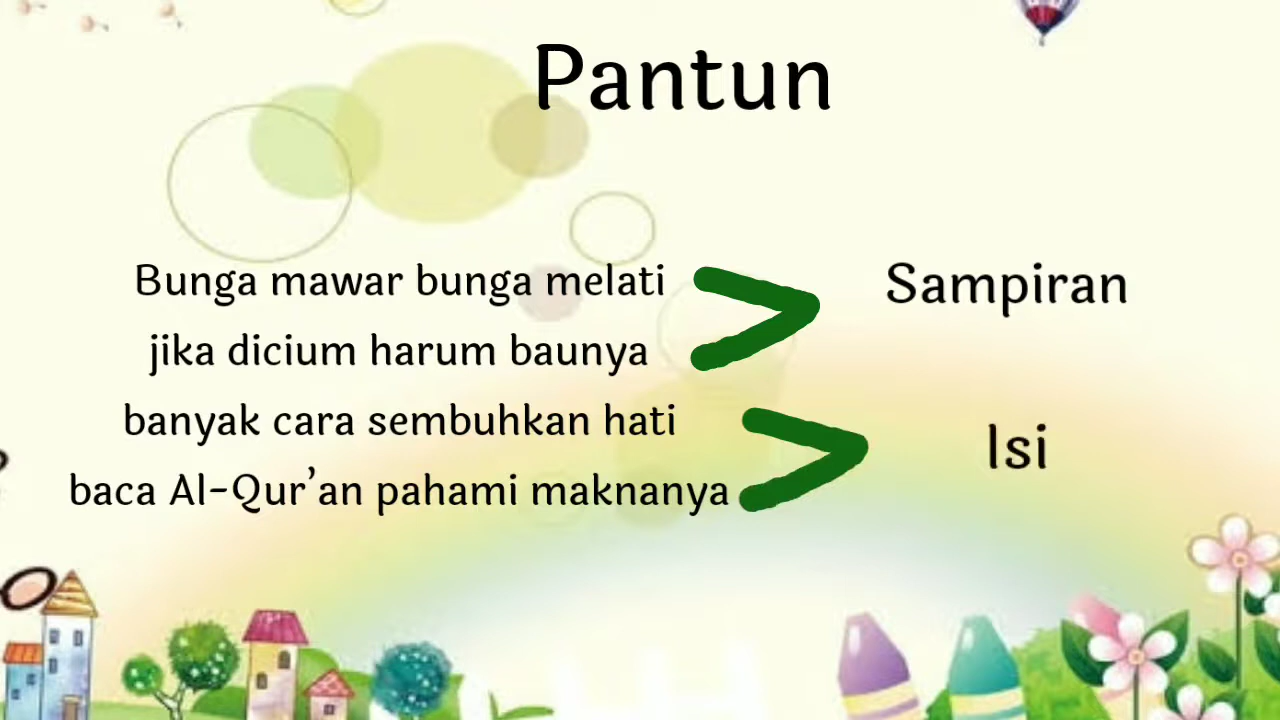 Pantun
Bunga mawar bunga melati
jika dicium harum baunya
banyak cara sembuhkan hati
baca Al-Qur'an pahami maknanya
Sampiran
Isi